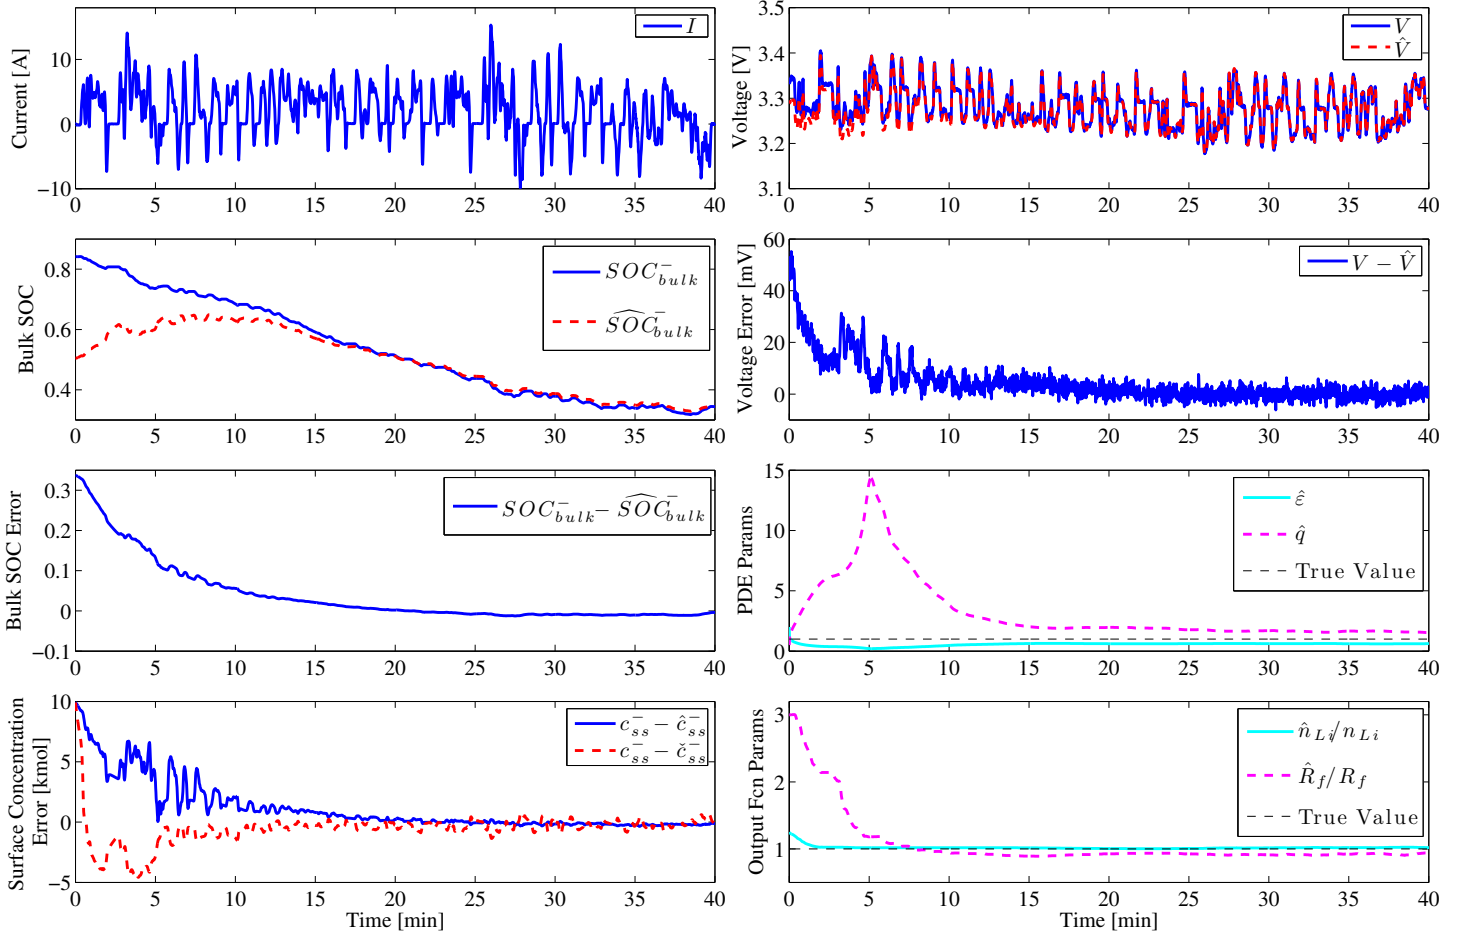 Current [A]
10
0
−10
0 5 10 15 20 25 30 35 40
I
Voltage [V]
3.5
3.4
3.3
3.2
3.1
0 5 10 15 20 25 30 35 40
V
V̂
Bulk SOC
0.8
0.6
0.4
0 5 10 15 20 25 30 35 40
SOC⁻bulk
SOĈ⁻bulk
Voltage Error [mV]
60
40
20
0
0 5 10 15 20 25 30 35 40
V − V̂
Bulk SOC Error
0.3
0.2
0.1
0
−0.1
0 5 10 15 20 25 30 35 40
SOC⁻bulk − SOĈ⁻bulk
PDE Params
15
10
5
0
0 5 10 15 20 25 30 35 40
ε̂
q̂
True Value
Surface Concentration
Error [kmol]
10
5
0
−5
0 5 10 15 20 25 30 35 40
c⁻ss − ĉ⁻ss
c⁻ss − č⁻ss
Time [min]
Output Fcn Params
3
2
1
0 5 10 15 20 25 30 35 40
n̂Li/nLi
R̂f/Rf
True Value
Time [min]